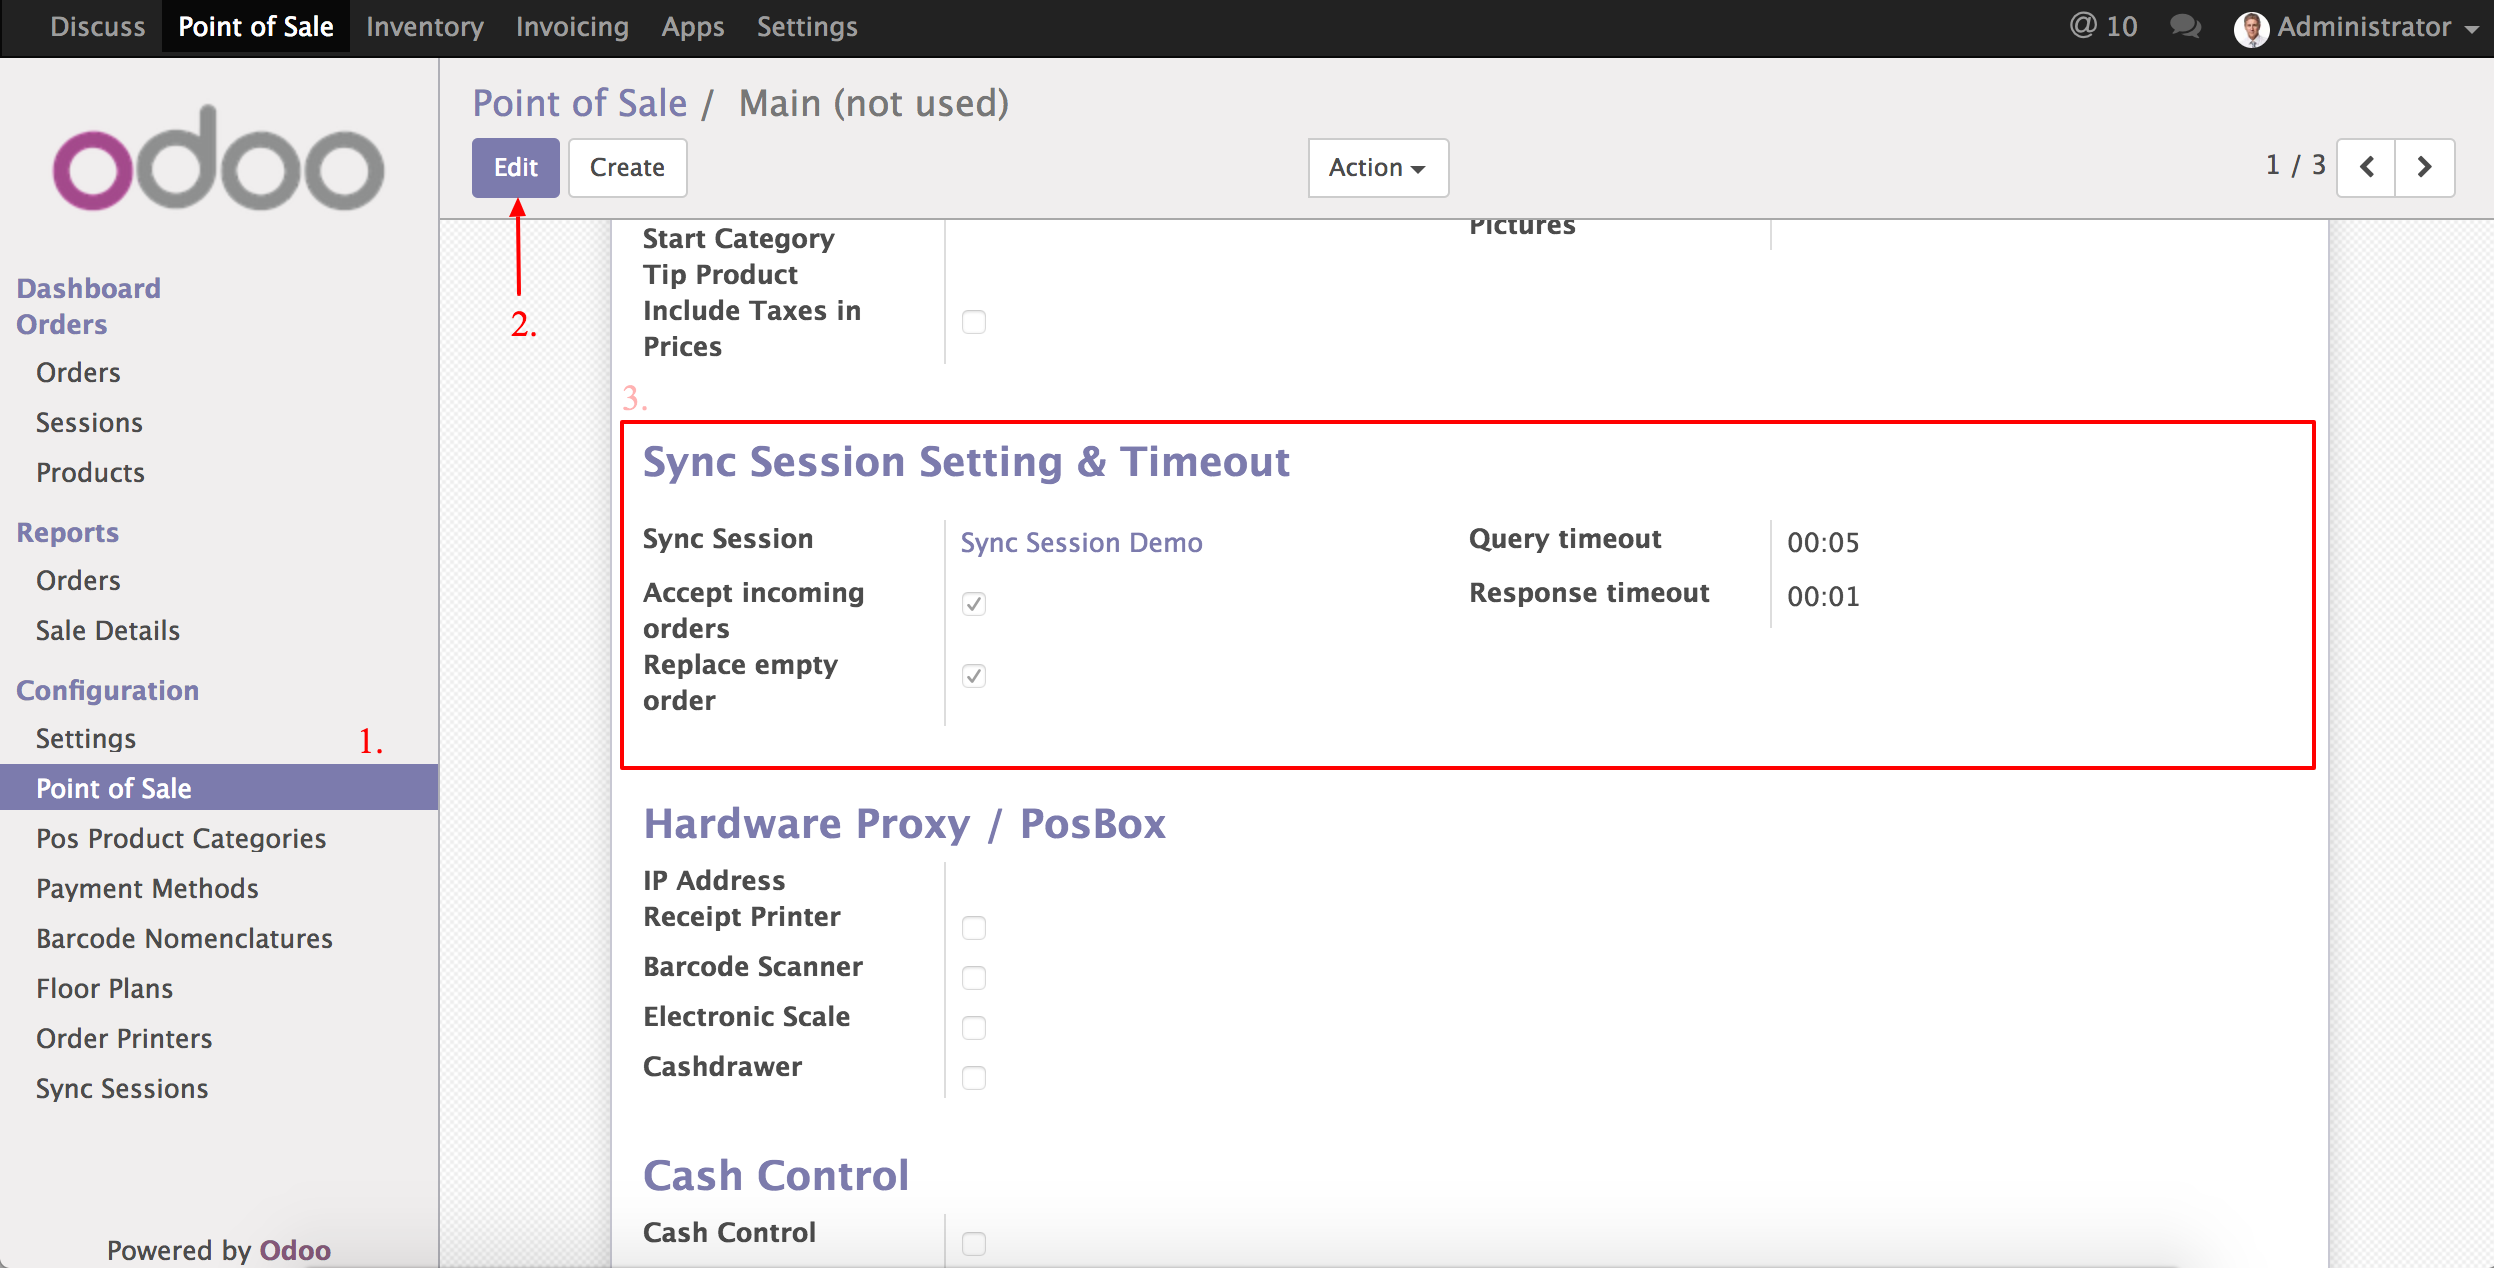 Discuss Point of Sale Inventory Invoicing Apps Settings @ 10 Administrator
odoo
Dashboard
Orders
Orders
Sessions
Products
Reports
Orders
Sale Details
Configuration
Settings 1.
Point of Sale
Pos Product Categories
Payment Methods
Barcode Nomenclatures
Floor Plans
Order Printers
Sync Sessions
Powered by Odoo
Point of Sale / Main (not used)
Edit Create Action 1 / 3
2.
Start Category Pictures
Tip Product
Include Taxes in
Prices
3.
Sync Session Setting & Timeout
Sync Session Sync Session Demo Query timeout 00:05
Accept incoming Response timeout 00:01
orders
Replace empty
order
Hardware Proxy / PosBox
IP Address
Receipt Printer
Barcode Scanner
Electronic Scale
Cashdrawer
Cash Control
Cash Control